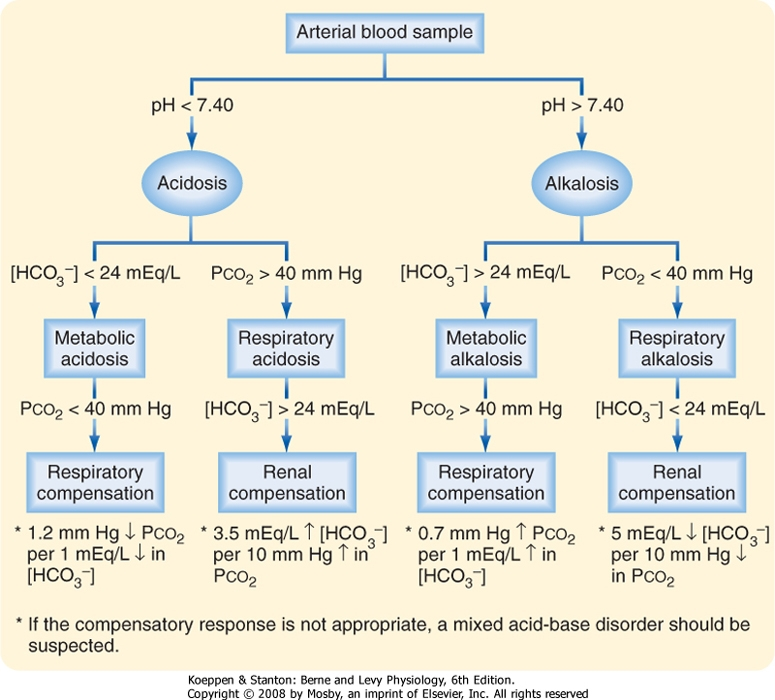 Arterial blood sample
pH < 7.40
pH > 7.40
Acidosis
Alkalosis
[HCO₃⁻] < 24 mEq/L
PCO₂ > 40 mm Hg
[HCO₃⁻] > 24 mEq/L
PCO₂ < 40 mm Hg
Metabolic
acidosis
Respiratory
acidosis
Metabolic
alkalosis
Respiratory
alkalosis
PCO₂ < 40 mm Hg
[HCO₃⁻] > 24 mEq/L
PCO₂ > 40 mm Hg
[HCO₃⁻] < 24 mEq/L
Respiratory
compensation
Renal
compensation
Respiratory
compensation
Renal
compensation
* 1.2 mm Hg ↓ PCO₂
per 1 mEq/L ↓ in
[HCO₃⁻]
* 3.5 mEq/L ↑ [HCO₃⁻]
per 10 mm Hg ↑ in
PCO₂
* 0.7 mm Hg ↑ PCO₂
per 1 mEq/L ↑ in
[HCO₃⁻]
* 5 mEq/L ↓ [HCO₃⁻]
per 10 mm Hg ↓
in PCO₂
* If the compensatory response is not appropriate, a mixed acid-base disorder should be
suspected.
Koeppen & Stanton: Berne and Levy Physiology, 6th Edition.
Copyright © 2008 by Mosby, an imprint of Elsevier, Inc. All rights reserved